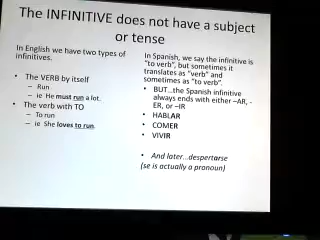 The INFINITIVE does not have a subject
or tense
In English we have two types of
infinitives.
• The VERB by itself
– Run
– ie He must run a lot.
• The verb with TO
– To run
– ie She loves to run.
In Spanish, we say the infinitive is
"to verb", but sometimes it
translates as "verb" and
sometimes as "to verb".
• BUT…the Spanish infinitive
always ends with either –AR, -
ER, or –IR
• HABLAR
• COMER
• VIVIR
• And later…despertarse
(se is actually a pronoun)